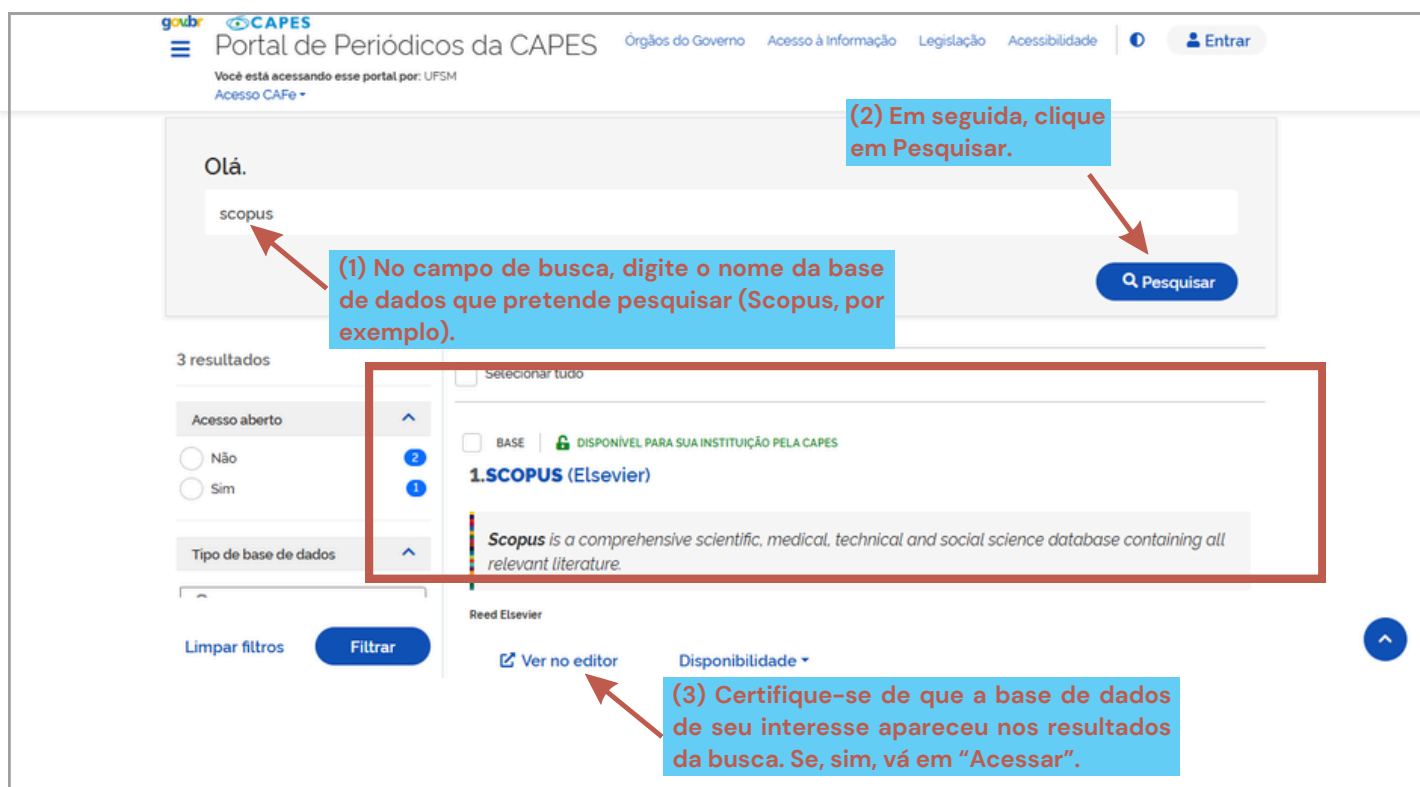 govbr CAPES
Portal de Periódicos da CAPES
Órgãos do Governo Acesso à Informação Legislação Acessibilidade Entrar
Você está acessando esse portal por: UFSM
Acesso CAFe
(2) Em seguida, clique
em Pesquisar.
Olá.
scopus
(1) No campo de busca, digite o nome da base
de dados que pretende pesquisar (Scopus, por
exemplo).
Pesquisar
3 resultados
Selecionar tudo
Acesso aberto
Não 2
Sim 1
Tipo de base de dados
Limpar filtros Filtrar
BASE DISPONÍVEL PARA SUA INSTITUIÇÃO PELA CAPES
1.SCOPUS (Elsevier)
Scopus is a comprehensive scientific, medical, technical and social science database containing all
relevant literature.
Reed Elsevier
Ver no editor Disponibilidade
(3) Certifique-se de que a base de dados
de seu interesse apareceu nos resultados
da busca. Se, sim, vá em “Acessar”.